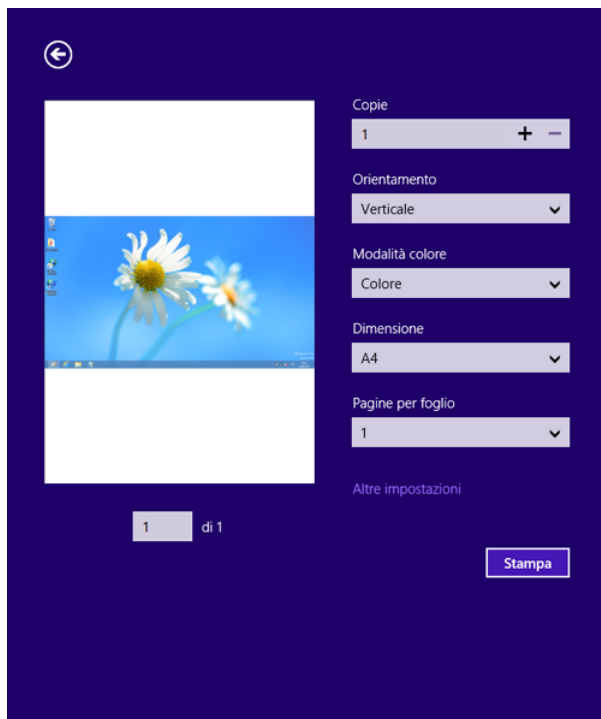 Copie
1
Orientamento
Verticale
Modalità colore
Colore
Dimensione
A4
Pagine per foglio
1
Altre impostazioni
1 di 1
Stampa